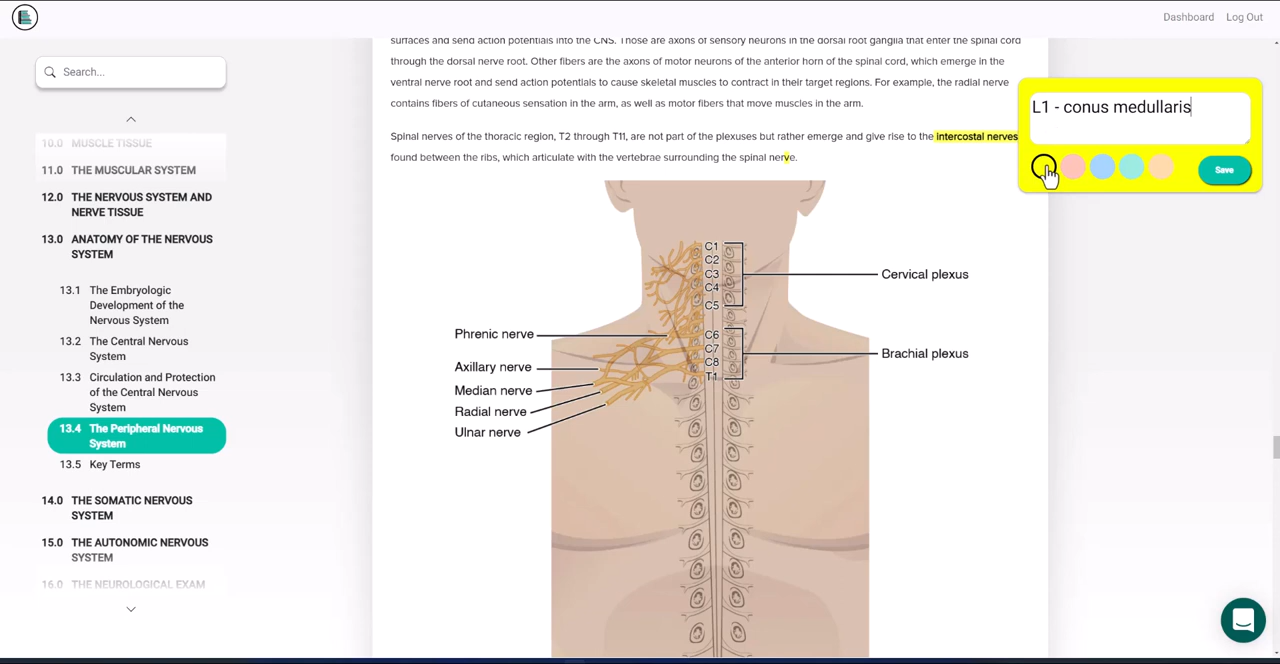 Dashboard Log Out
Search...
10.0 MUSCLE TISSUE
11.0 THE MUSCULAR SYSTEM
12.0 THE NERVOUS SYSTEM AND
NERVE TISSUE
13.0 ANATOMY OF THE NERVOUS
SYSTEM
13.1 The Embryologic
Development of the
Nervous System
13.2 The Central Nervous
System
13.3 Circulation and Protection
of the Central Nervous
System
13.4 The Peripheral Nervous
System
13.5 Key Terms
14.0 THE SOMATIC NERVOUS
SYSTEM
15.0 THE AUTONOMIC NERVOUS
SYSTEM
16.0 THE NEUROLOGICAL EXAM
surfaces and send action potentials into the CNS. Those are axons of sensory neurons in the dorsal root ganglia that enter the spinal cord
through the dorsal nerve root. Other fibers are the axons of motor neurons of the anterior horn of the spinal cord, which emerge in the
ventral nerve root and send action potentials to cause skeletal muscles to contract in their target regions. For example, the radial nerve
contains fibers of cutaneous sensation in the arm, as well as motor fibers that move muscles in the arm.
Spinal nerves of the thoracic region, T2 through T11, are not part of the plexuses but rather emerge and give rise to the intercostal nerves
found between the ribs, which articulate with the vertebrae surrounding the spinal nerve.
C1
C2
C3
C4
C5
C6
C7
C8
T1
Cervical plexus
Brachial plexus
Phrenic nerve
Axillary nerve
Median nerve
Radial nerve
Ulnar nerve
L1 - conus medullaris
Save